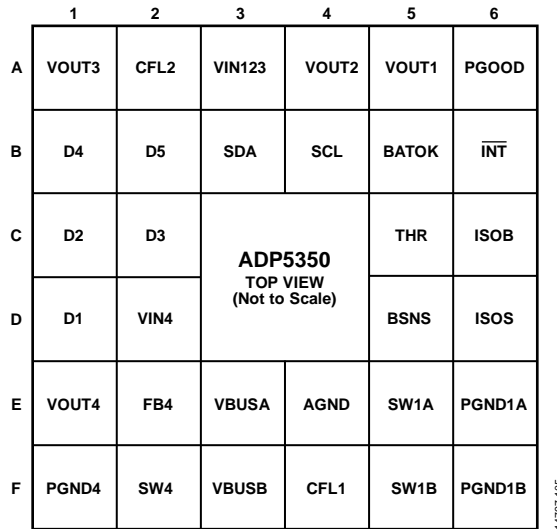 1 2 3 4 5 6
A VOUT3 CFL2 VIN123 VOUT2 VOUT1 PGOOD
B D4 D5 SDA SCL BATOK INT
C D2 D3 THR ISOB
ADP5350
TOP VIEW
(Not to Scale)
D D1 VIN4 BSNS ISOS
E VOUT4 FB4 VBUSA AGND SW1A PGND1A
F PGND4 SW4 VBUSB CFL1 SW1B PGND1B